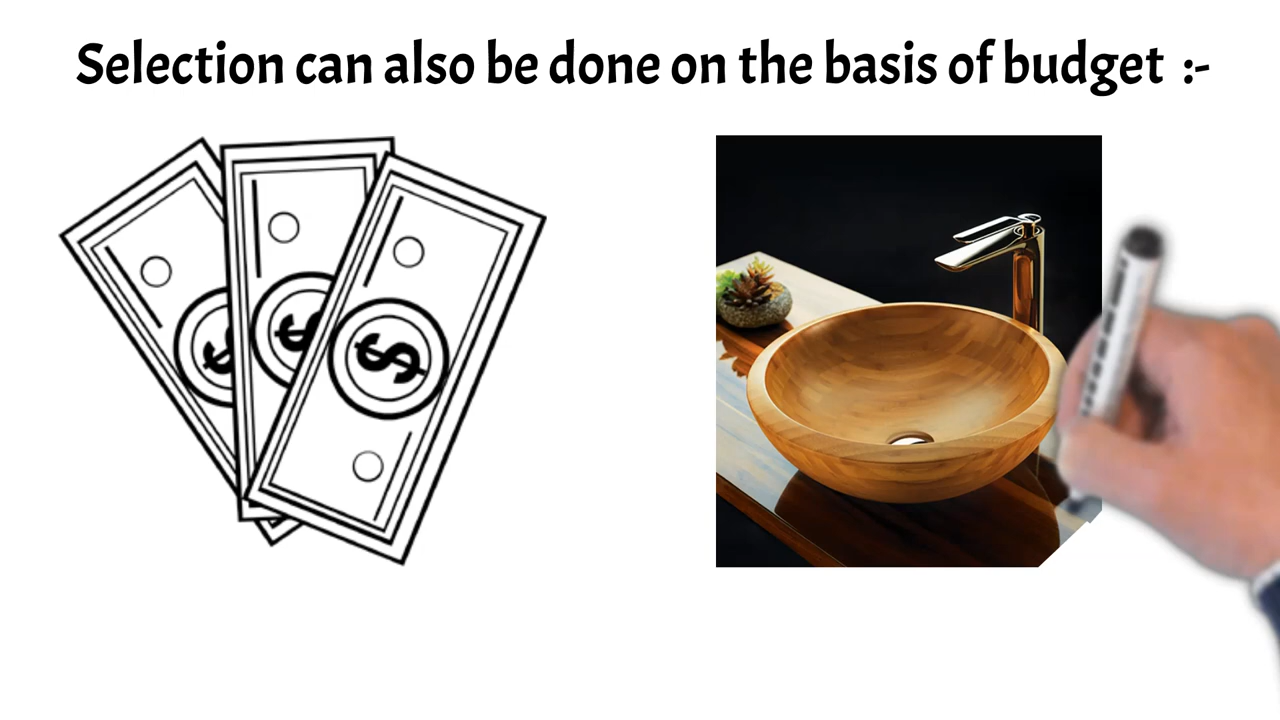 Selection can also be done on the basis of budget :-
$
$
$